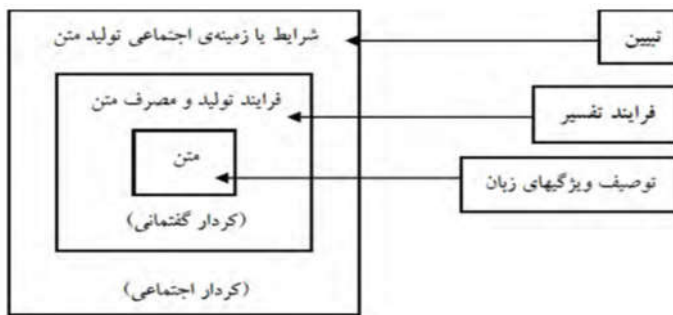 شرایط یا زمینه‌ی اجتماعی تولید متن
تبیین
فرایند تولید و مصرف متن
فرایند تفسیر
متن
توصیف ویژگیهای زبان
(کردار گفتمانی)
(کردار اجتماعی)